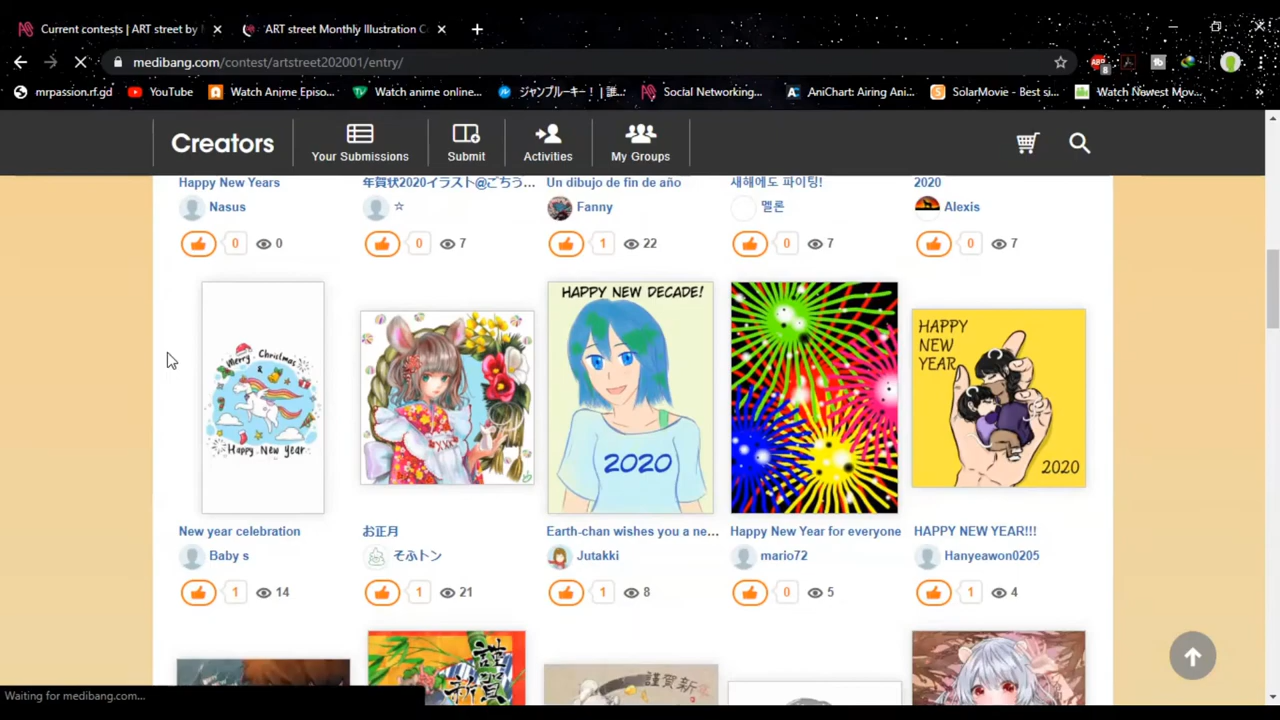 Current contests | ART street by M
ART street Monthly Illustration C
medibang.com/contest/artstreet202001/entry/
ABP
8
mrpassion.rf.gd
YouTube
Watch Anime Episo...
Watch anime online...
ジャンプルーキー！ | 誰...
Social Networking...
AniChart: Airing Ani...
SolarMovie - Best si...
Watch Newest Mov...
»
Creators
Your Submissions
Submit
Activities
My Groups
Happy New Years
年賀状2020イラスト@ごちう...
Un dibujo de fin de año
새해에도 파이팅!
2020
Nasus
☆
Fanny
멜론
Alexis
0 0
0 7
1 22
0 7
0 7
Merry Christmas
&
Happy New Year
HAPPY NEW DECADE!
2020
HAPPY
NEW
YEAR
2020
New year celebration
お正月
Earth-chan wishes you a ne...
Happy New Year for everyone
HAPPY NEW YEAR!!!
Baby s
そふトン
Jutakki
mario72
Hanyeawon0205
1 14
1 21
1 8
0 5
1 4
謹賀新
Waiting for medibang.com...